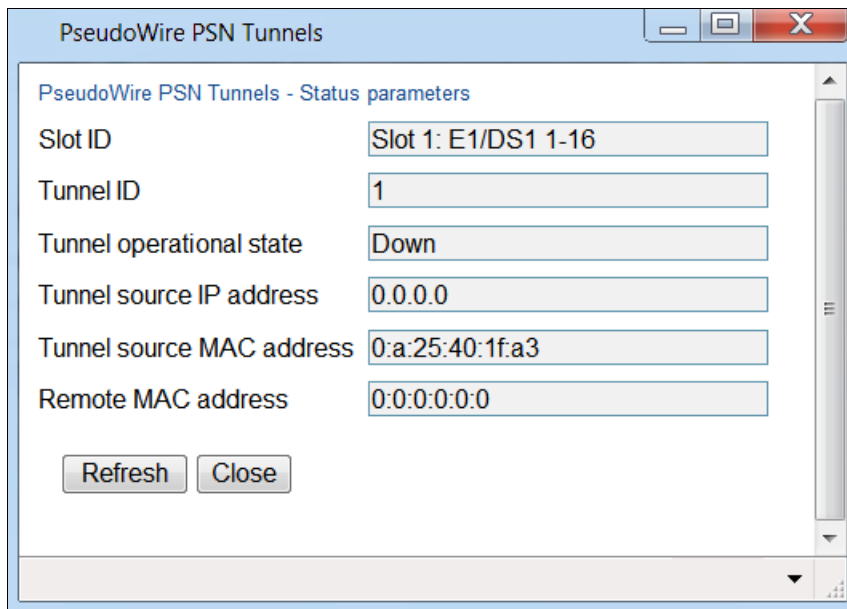 PseudoWire PSN Tunnels
PseudoWire PSN Tunnels - Status parameters
Slot ID Slot 1: E1/DS1 1-16
Tunnel ID 1
Tunnel operational state Down
Tunnel source IP address 0.0.0.0
Tunnel source MAC address 0:a:25:40:1f:a3
Remote MAC address 0:0:0:0:0:0
Refresh Close